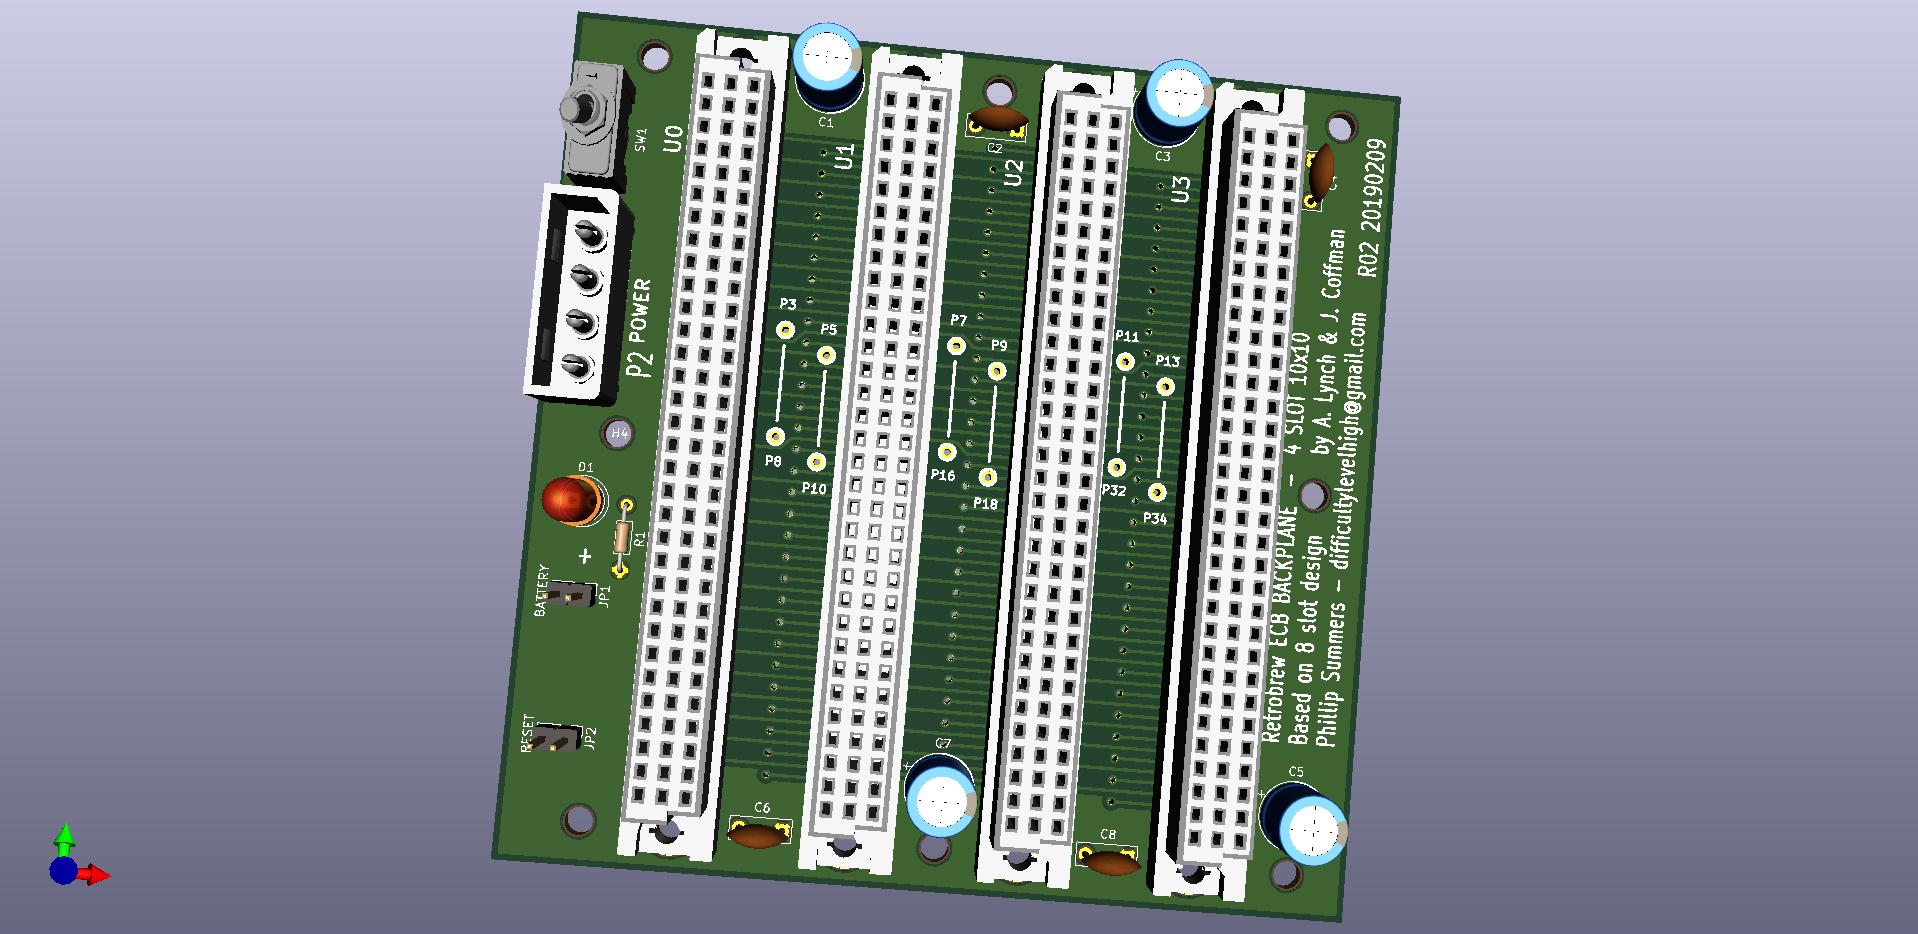 1
SW1
U0
C1
U1
C2
U2
C3
U3
R02 20190209
P2 POWER
P3
P5
P8
P10
P7
P9
P16
P18
P11
P13
P32
P34
H4
D1
+
R1
BATTERY
JP1
RESET
JP2
C6
+
C7
C8
+
C5
Retrobrew ECB BACKPLANE - 4 SLOT 10x10
Based on 8 slot design by A. Lynch & J. Coffman
Phillip Summers - difficultylevelhigh@gmail.com